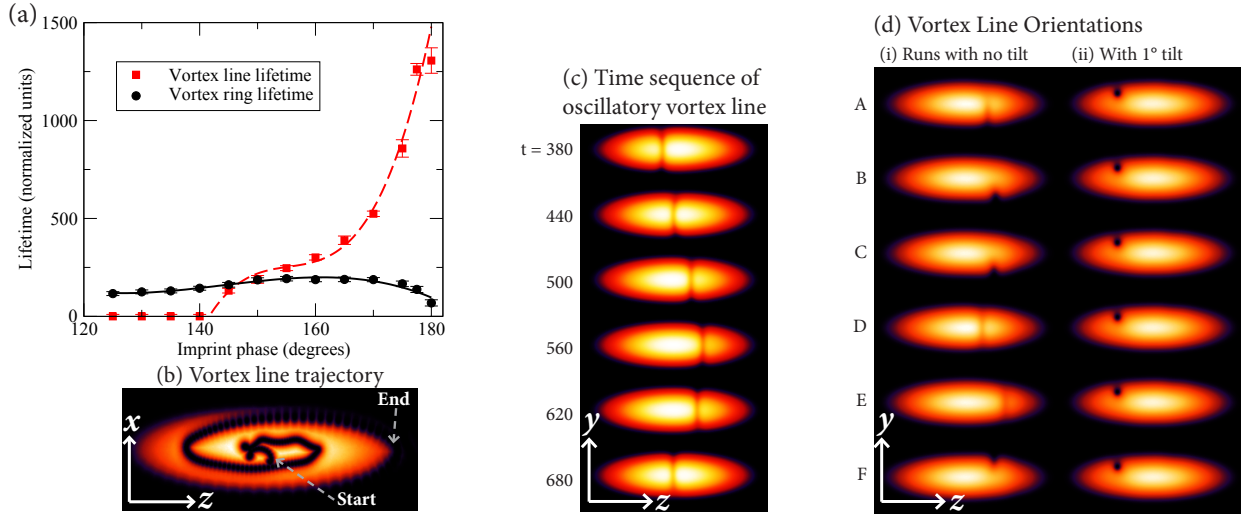 (a)
1500
1000
500
0
Lifetime (normalized units)
Vortex line lifetime
Vortex ring lifetime
120
140
160
180
Imprint phase (degrees)
(b) Vortex line trajectory
x
z
Start
End
(c) Time sequence of
oscillatory vortex line
t = 380
440
500
560
620
680
y
z
(d) Vortex Line Orientations
(i) Runs with no tilt
(ii) With 1° tilt
A
B
C
D
E
F
y
z